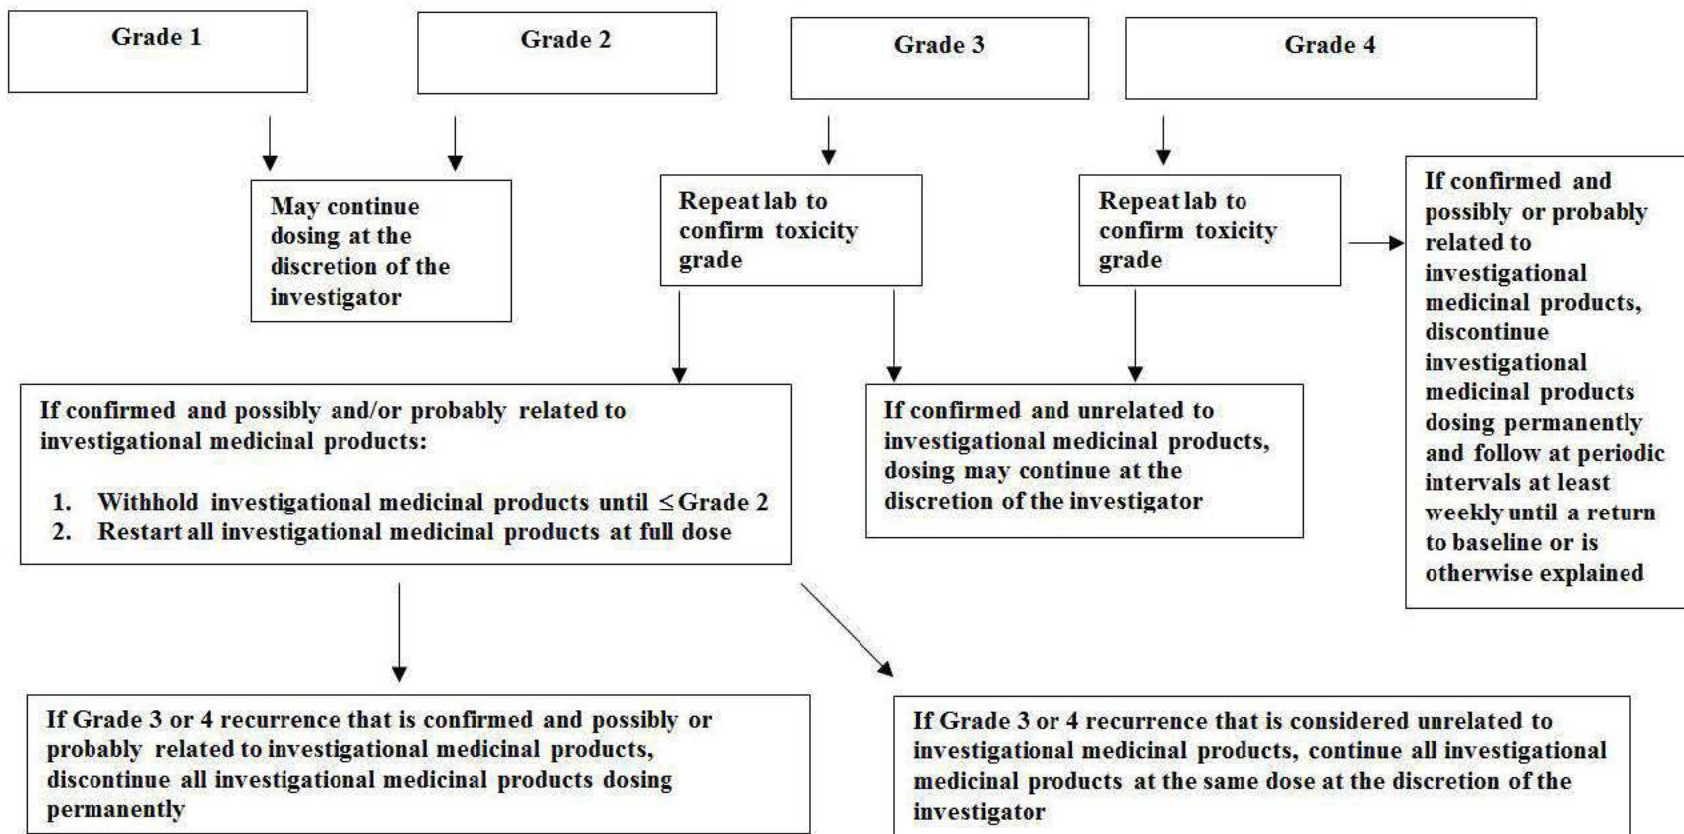 Grade 1
Grade 2
Grade 3
Grade 4
May continue
dosing at the
discretion of the
investigator
Repeat lab to
confirm toxicity
grade
Repeat lab to
confirm toxicity
grade
If confirmed and
possibly or probably
related to
investigational
medicinal products,
discontinue
investigational
medicinal products
dosing permanently
and follow at periodic
intervals at least
weekly until a return
to baseline or is
otherwise explained
If confirmed and possibly and/or probably related to
investigational medicinal products:
1. Withhold investigational medicinal products until ≤ Grade 2
2. Restart all investigational medicinal products at full dose
If confirmed and unrelated to
investigational medicinal products,
dosing may continue at the
discretion of the investigator
If Grade 3 or 4 recurrence that is confirmed and possibly or
probably related to investigational medicinal products,
discontinue all investigational medicinal products dosing
permanently
If Grade 3 or 4 recurrence that is considered unrelated to
investigational medicinal products, continue all investigational
medicinal products at the same dose at the discretion of the
investigator